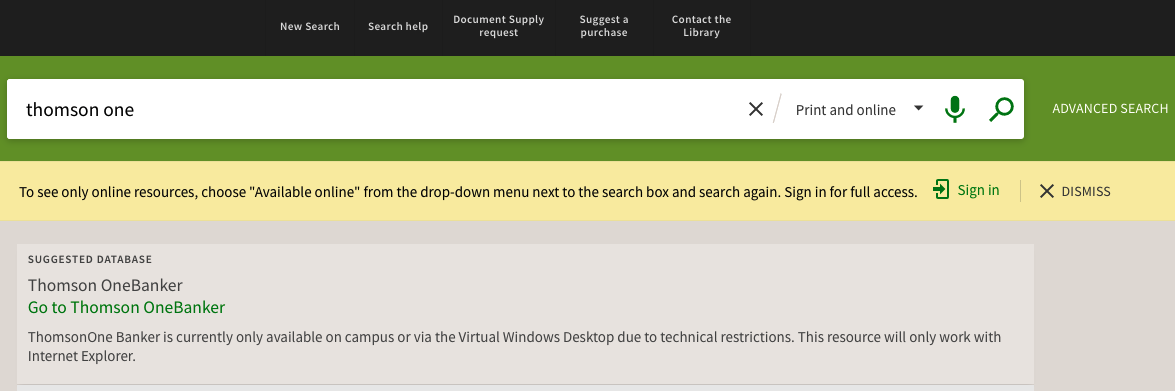 New Search
Search help
Document Supply
request
Suggest a
purchase
Contact the
Library
thomson one
Print and online
ADVANCED SEARCH
To see only online resources, choose "Available online" from the drop-down menu next to the search box and search again. Sign in for full access.
Sign in
DISMISS
SUGGESTED DATABASE
Thomson OneBanker
Go to Thomson OneBanker
ThomsonOne Banker is currently only available on campus or via the Virtual Windows Desktop due to technical restrictions. This resource will only work with
Internet Explorer.